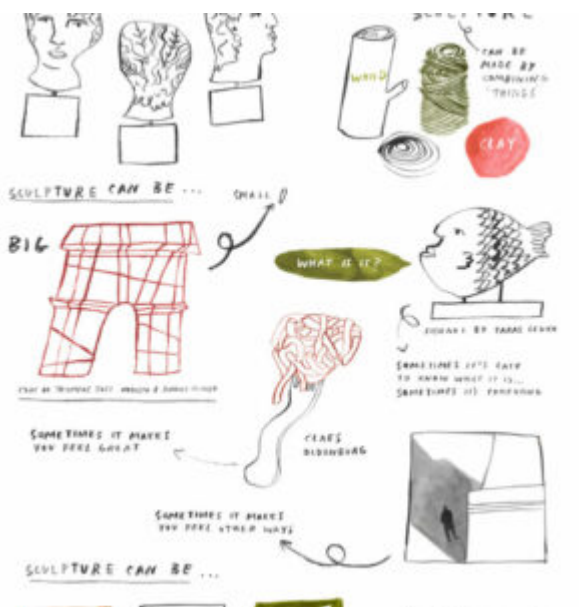 SCULPTURE
CAN BE
MADE BY
COMBINING
THINGS
WOOD
CLAY
SCULPTURE CAN BE ...
SMALL
BIG
WHAT IS IT?
BY
SOMETIMES IT'S EASY
TO KNOW WHAT IT IS...
SOMETIMES IT'S CONFUSING
SOMETIMES IT MAKES
YOU FEEL GREAT
CLAES
OLDENBURG
SOMETIMES IT MAKES
YOU FEEL OTHER WAYS
SCULPTURE CAN BE ...